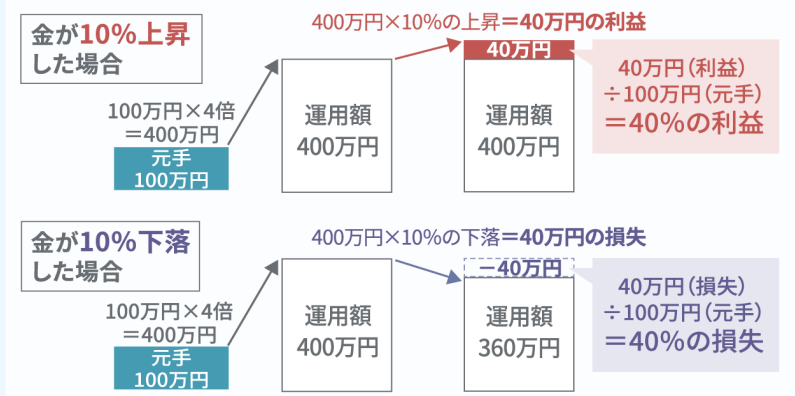 金が10%上昇
した場合
400万円×10%の上昇＝40万円の利益
100万円×4倍
＝400万円
元手
100万円
運用額
400万円
40万円
運用額
400万円
40万円（利益）
÷100万円（元手）
＝40%の利益
金が10%下落
した場合
400万円×10%の下落＝40万円の損失
100万円×4倍
＝400万円
元手
100万円
運用額
400万円
－40万円
運用額
360万円
40万円（損失）
÷100万円（元手）
＝40%の損失